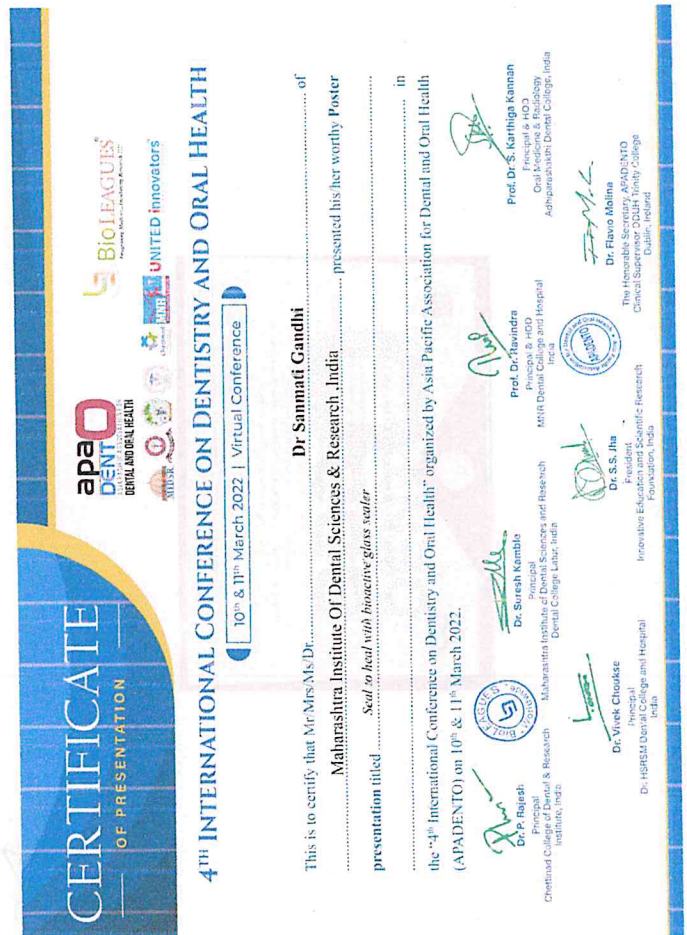 CERTIFICATE
OF PRESENTATION
apaO
DENT
DENTAL AND ORAL HEALTH
BIOLEAGUES
MIDSR
MNR
UNITED innovators
4TH INTERNATIONAL CONFERENCE ON DENTISTRY AND ORAL HEALTH
10th & 11th March 2022 | Virtual Conference
This is to certify that Mr/Mrs/Ms/Dr Dr Sanmati Gandhi of
Maharashtra Institute Of Dental Sciences & Research ,India presented his/her worthy Poster
presentation titled Seal to heal with bioactive glass sealer
in
the "4th International Conference on Dentistry and Oral Health" organized by Asia Pacific Association for Dental and Oral Health
(APADENTO) on 10th & 11th March 2022.
Dr. P. Rajesh
Principal
Chettinad College of Dental & Research
Institute, India
BIOLEAGUES
Dr. Suresh Kamble
Principal
Maharashtra Institute of Dental Sciences and Research
Dental College Latur, India
Prof. Dr. Ravindra
Principal & HOD
MNR Dental College and Hospital
India
Prof. Dr. S. Karthiga Kannan
Principal & HOD
Oral Medicine & Radiology
Adhiparashakthi Dental College, India
Dr. Vivek Choukse
Principal
Dr. HSRSM Dental College and Hospital
India
Dr. S.S. Jha
President
Innovative Education and Scientific Research
Foundation, India
APADENTO
Dr. Flavio Molina
The Honorable Secretary, APADENTO
Clinical Supervisor DDUH Trinity College
Dublin, Ireland